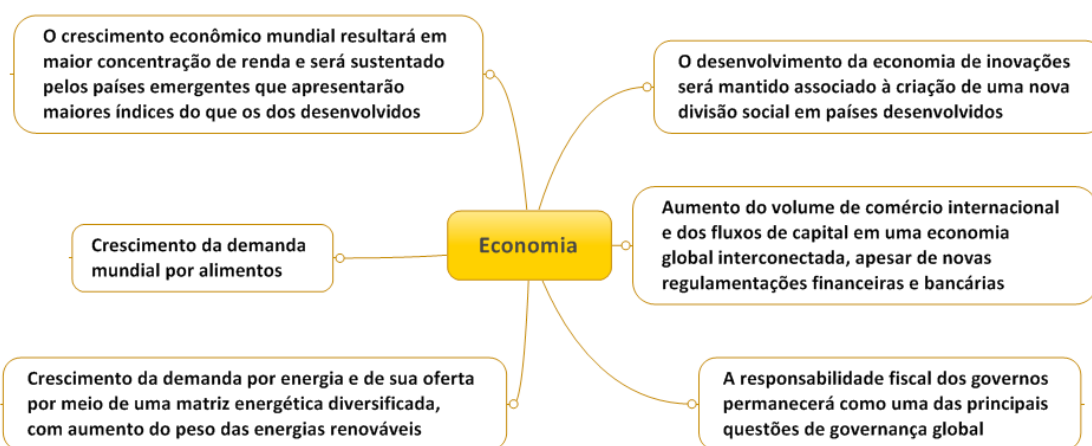 O crescimento econômico mundial resultará em
maior concentração de renda e será sustentado
pelos países emergentes que apresentarão
maiores índices do que os dos desenvolvidos
O desenvolvimento da economia de inovações
será mantido associado à criação de uma nova
divisão social em países desenvolvidos
Crescimento da demanda
mundial por alimentos
Economia
Aumento do volume de comércio internacional
e dos fluxos de capital em uma economia
global interconectada, apesar de novas
regulamentações financeiras e bancárias
Crescimento da demanda por energia e de sua oferta
por meio de uma matriz energética diversificada,
com aumento do peso das energias renováveis
A responsabilidade fiscal dos governos
permanecerá como uma das principais
questões de governança global